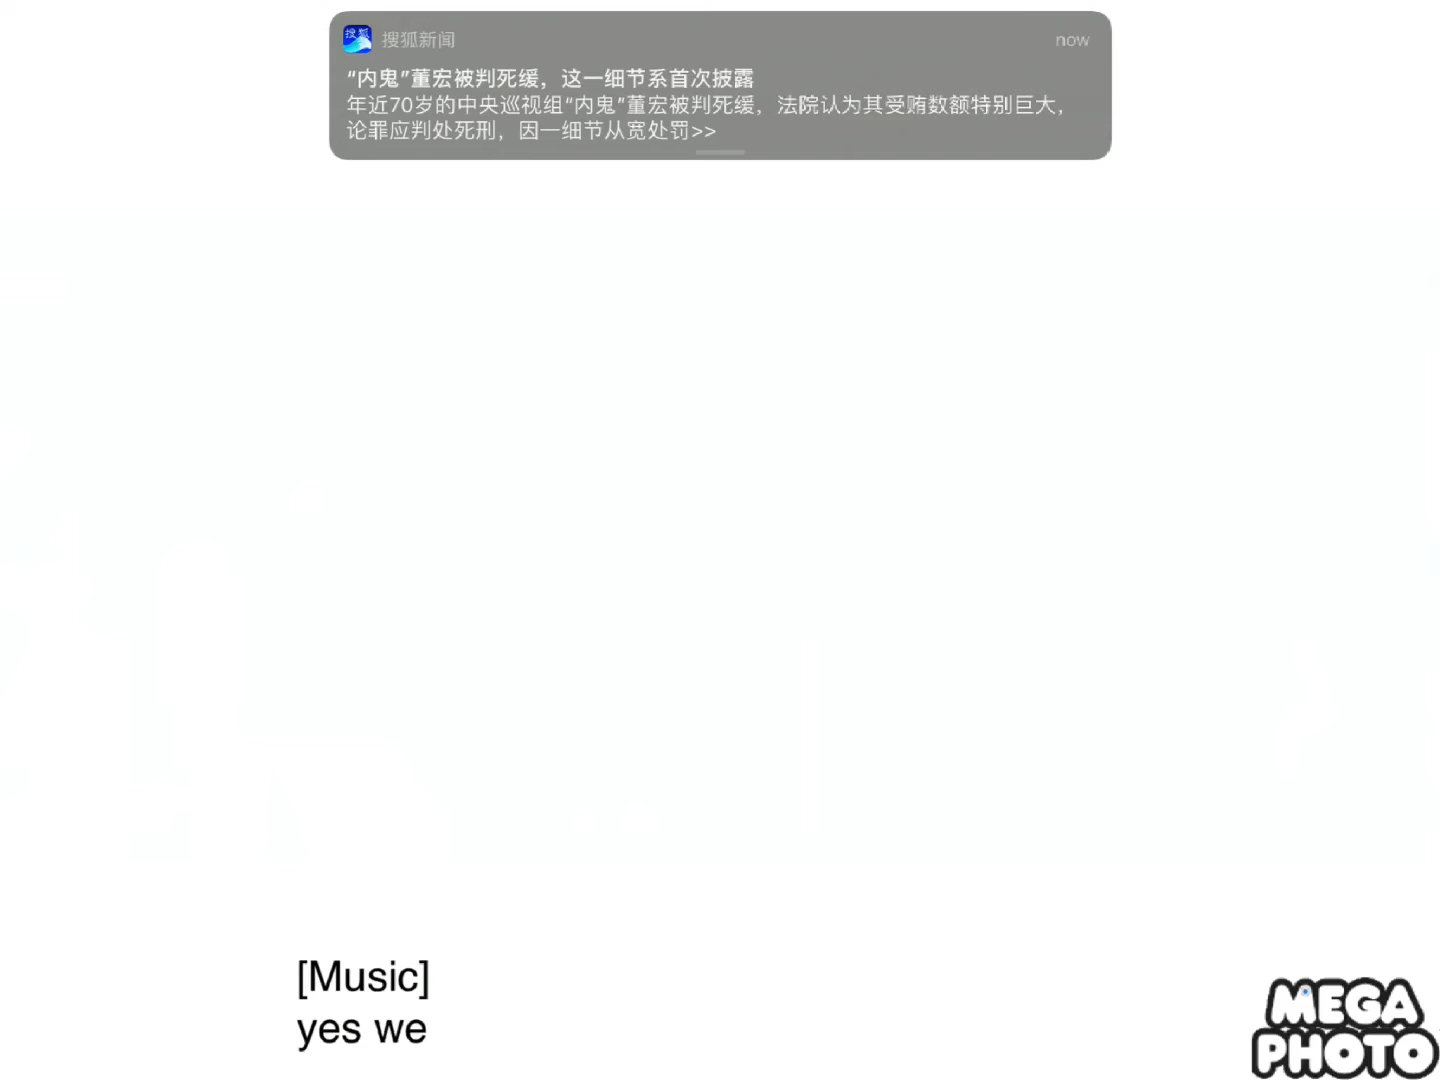 搜狐
搜狐新闻
now
“内鬼”董宏被判死缓，这一细节系首次披露
年近70岁的中央巡视组“内鬼”董宏被判死缓，法院认为其受贿数额特别巨大，
论罪应判处死刑，因一细节从宽处罚>>
[Music]
yes we
MEGA
PHOTO